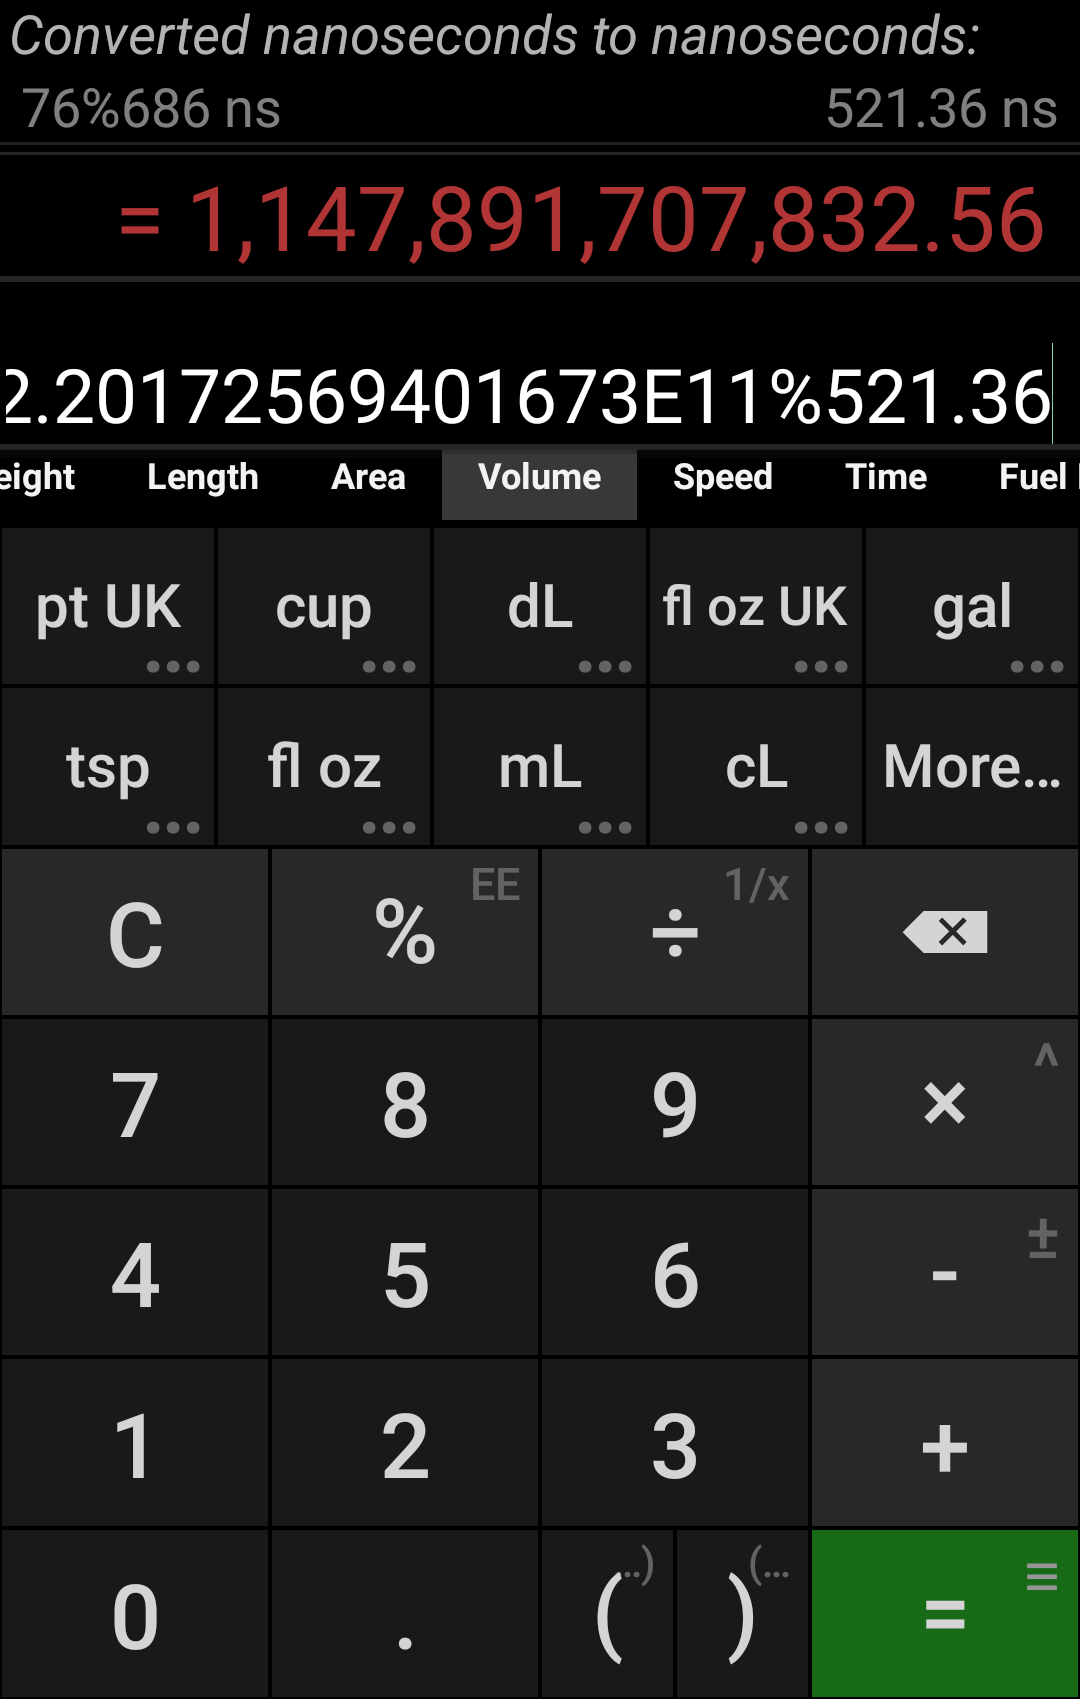 Converted nanoseconds to nanoseconds:
76%686 ns 521.36 ns
= 1,147,891,707,832.56
2.20172569401673E11%521.36
eight Length Area Volume Speed Time Fuel
pt UK cup dL fl oz UK gal
tsp fl oz mL cL More...
C % EE ÷ 1/x
7 8 9 × ^
4 5 6 - ±
1 2 3 +
0 . ( ..) ) (... =